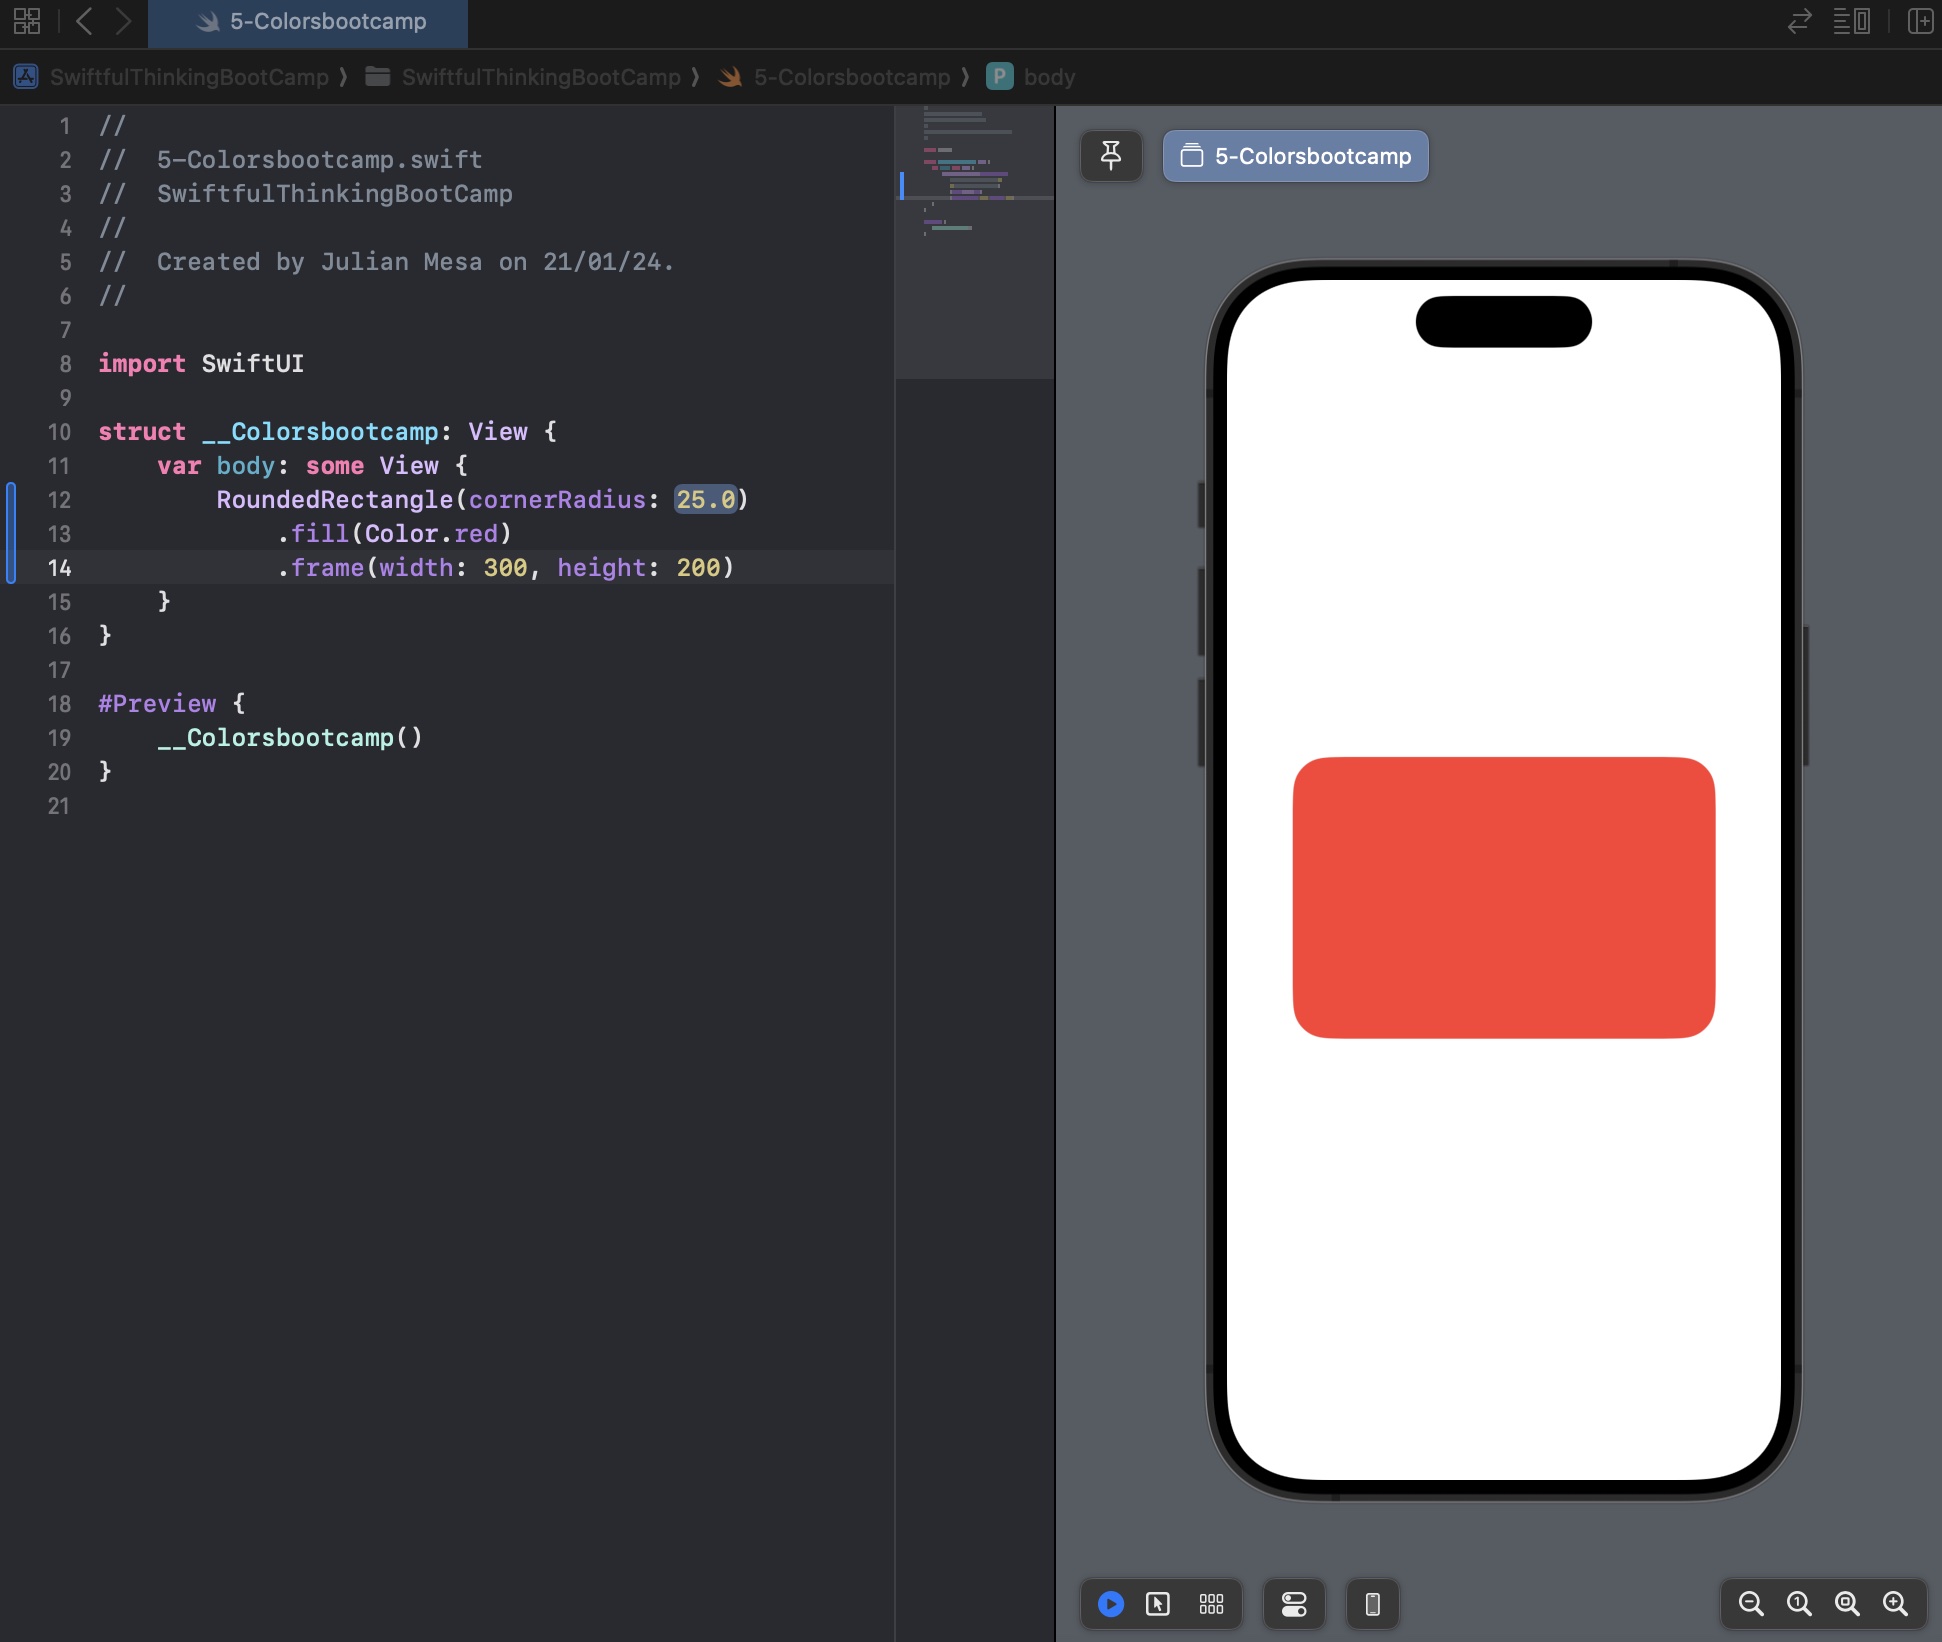 5-Colorsbootcamp
SwiftfulThinkingBootCamp ⟩ SwiftfulThinkingBootCamp ⟩ 5-Colorsbootcamp ⟩ P body
1 //
2 //  5-Colorsbootcamp.swift
3 //  SwiftfulThinkingBootCamp
4 //
5 //  Created by Julian Mesa on 21/01/24.
6 //
7
8 import SwiftUI
9
10 struct __Colorsbootcamp: View {
11     var body: some View {
12         RoundedRectangle(cornerRadius: 25.0)
13             .fill(Color.red)
14             .frame(width: 300, height: 200)
15     }
16 }
17
18 #Preview {
19     __Colorsbootcamp()
20 }
21
5-Colorsbootcamp